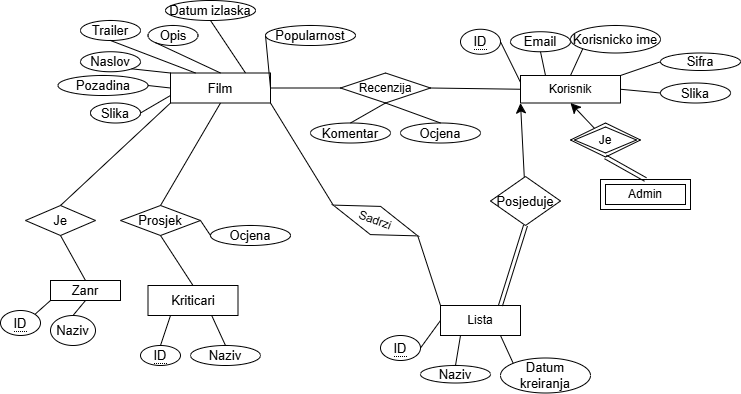 Datum izlaska
Trailer
Opis
Popularnost
ID
Email
Korisnicko ime
Naslov
Sifra
Pozadina
Film
Recenzija
Korisnik
Slika
Slika
Komentar
Ocjena
Je
Admin
Posjeduje
Je
Prosjek
Sadrzi
Ocjena
Zanr
Kriticari
ID
Naziv
Lista
ID
Naziv
ID
Naziv
Datum
kreiranja